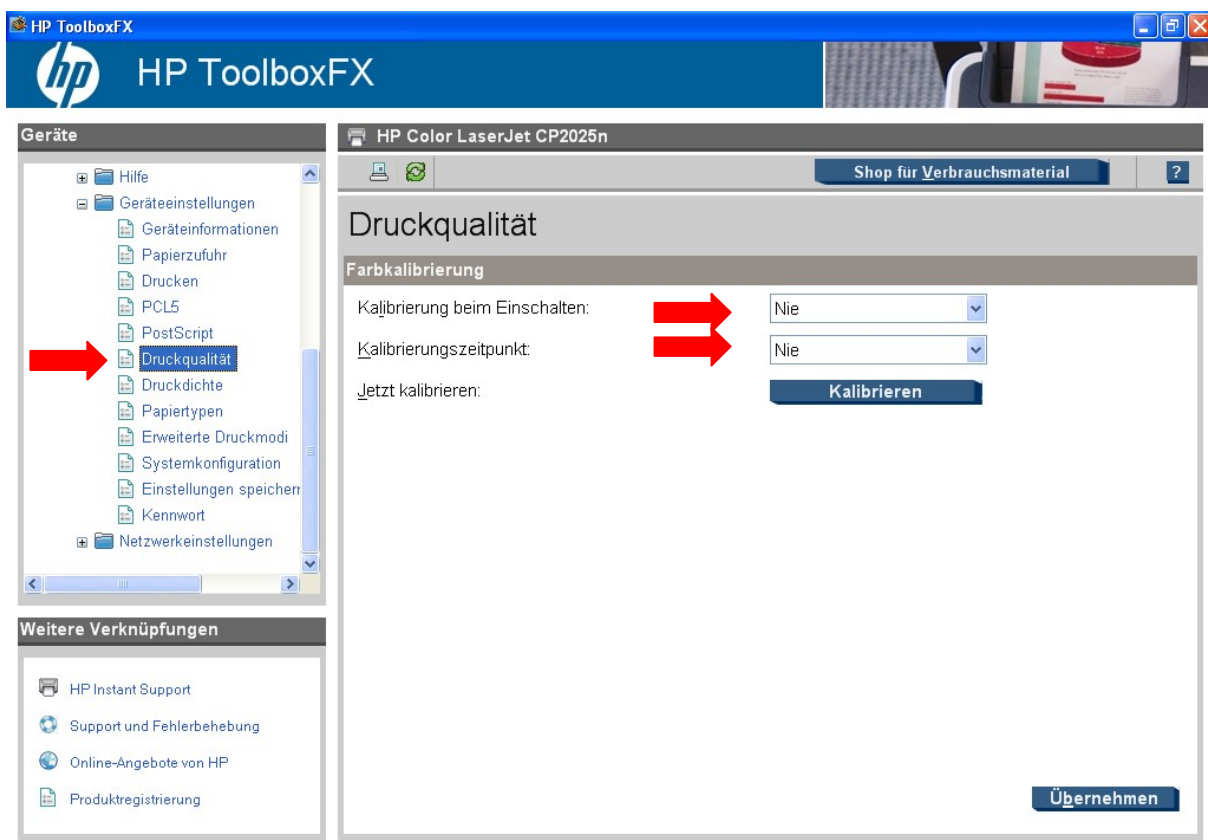 HP ToolboxFX
hp HP ToolboxFX
Geräte
Hilfe
Geräteeinstellungen
Geräteinformationen
Papierzufuhr
Drucken
PCL5
PostScript
Druckqualität
Druckdichte
Papiertypen
Erweiterte Druckmodi
Systemkonfiguration
Einstellungen speichern
Kennwort
Netzwerkeinstellungen
Weitere Verknüpfungen
HP Instant Support
Support und Fehlerbehebung
Online-Angebote von HP
Produktregistrierung
HP Color LaserJet CP2025n
Shop für Verbrauchsmaterial ?
Druckqualität
Farbkalibrierung
Kalibrierung beim Einschalten: Nie
Kalibrierungszeitpunkt: Nie
Jetzt kalibrieren: Kalibrieren
Übernehmen